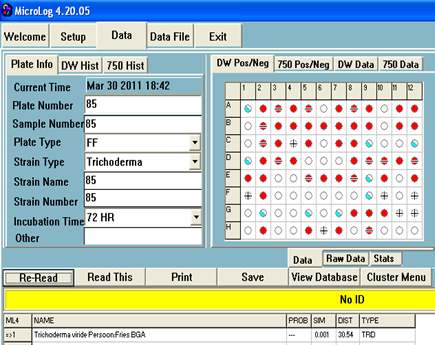 MicroLog 4.20.05
Welcome Setup Data Data File Exit
Plate Info DW Hist 750 Hist
Current Time Mar 30 2011 18:42
Plate Number 85
Sample Number 85
Plate Type FF
Strain Type Trichoderma
Strain Name 85
Strain Number 85
Incubation Time 72 HR
Other
DW Pos/Neg 750 Pos/Neg DW Data 750 Data
1 2 3 4 5 6 7 8 9 10 11 12
A
B
C
D
E
F
G
H
Data Raw Data Stats
Re-Read Read This Print Save View Database Cluster Menu
No ID
ML4 NAME PROB SIM DIST TYPE
=>1 Trichoderma viride Persoon:Fries BGA --- 0.001 30.54 TRD